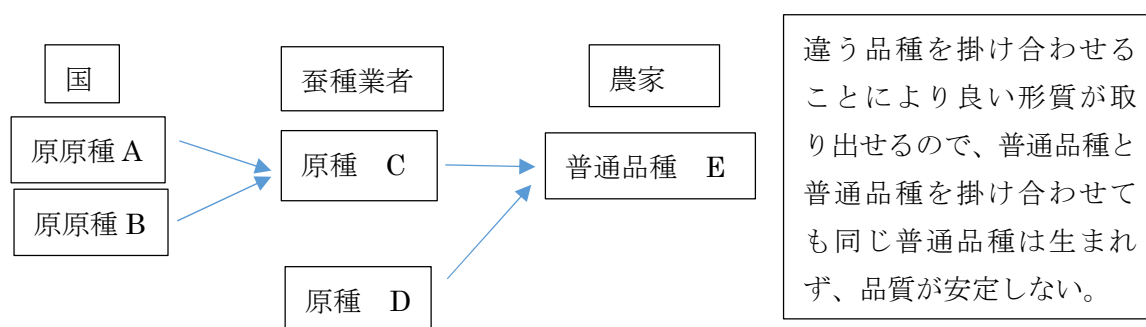 国
蚕種業者
農家
原原種 A
原原種 B
原種　C
普通品種　E
原種　D
違う品種を掛け合わせる
ことにより良い形質が取
り出せるので、普通品種と
普通品種を掛け合わせて
も同じ普通品種は生まれ
ず、品質が安定しない。